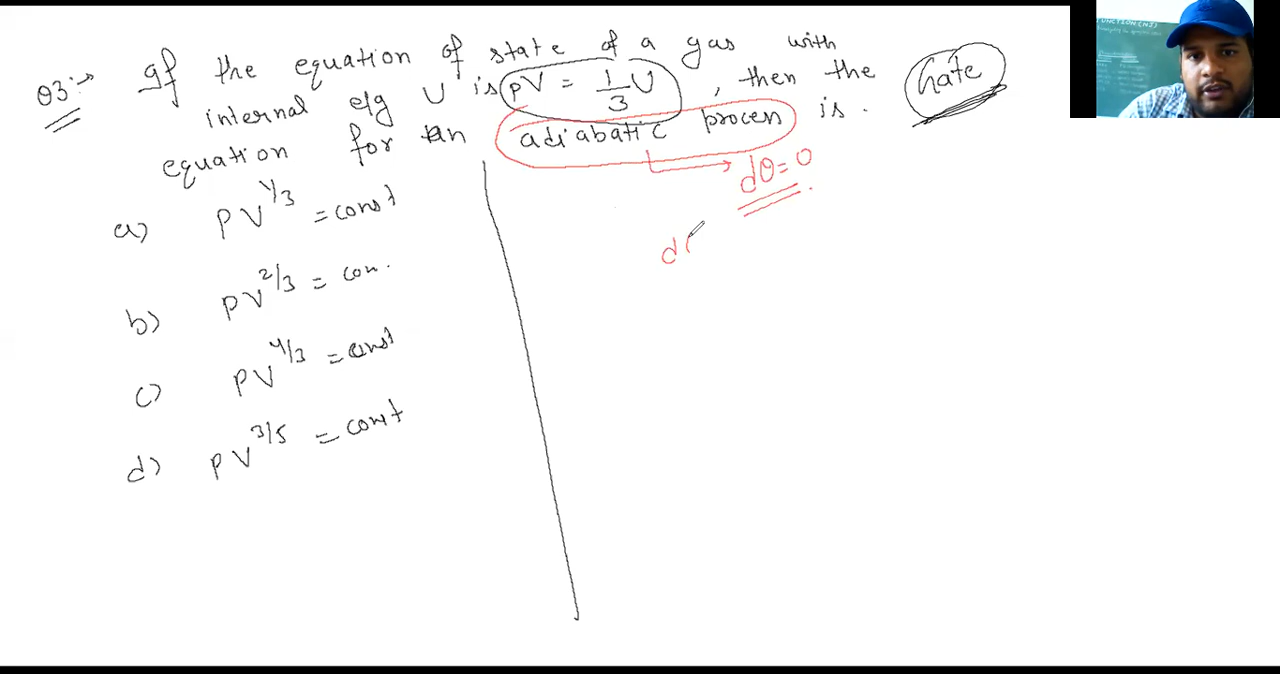 Q3:→ If the equation of state of a gas with
internal e/g U is pV = 1/3 U, then the
equation for an adiabatic process is.
Gate
dQ = 0
a) PV^1/3 = const
d
b) PV^2/3 = con.
c) PV^4/3 = const
d) PV^3/5 = const